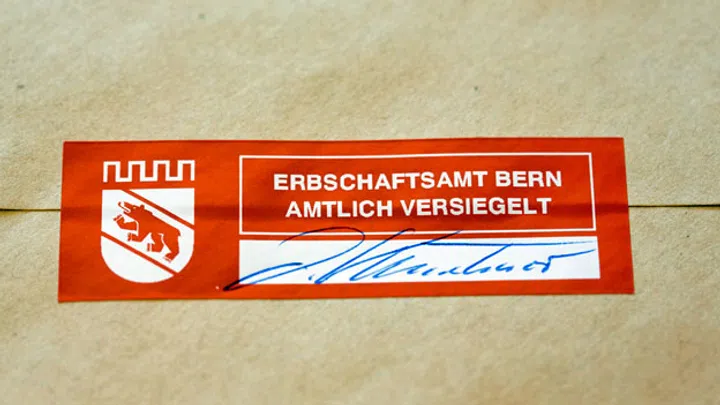 ERBSCHAFTSAMT BERN
AMTLICH VERSIEGELT